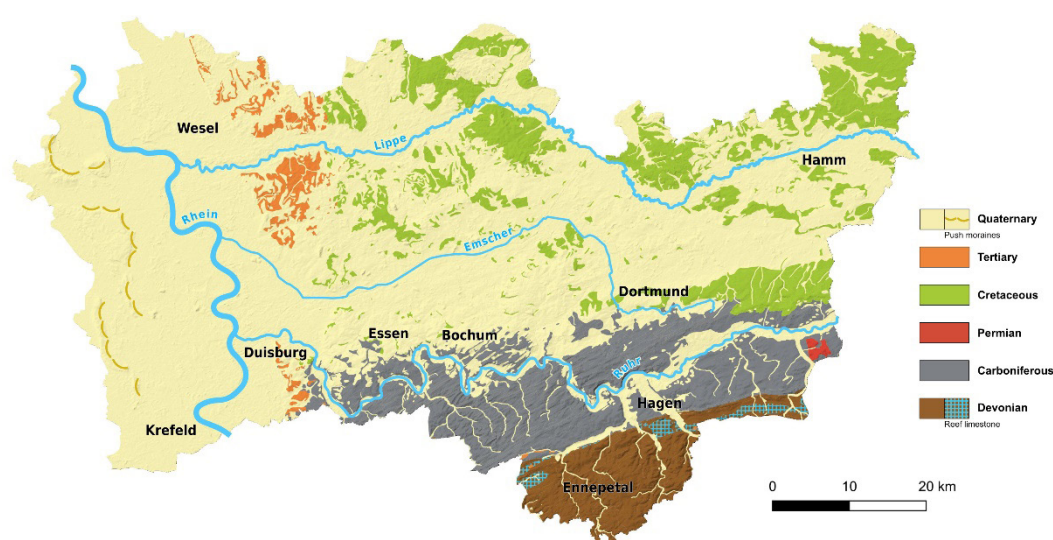 Wesel
Lippe
Hamm
Rhein
Emscher
Dortmund
Essen
Bochum
Duisburg
Ruhr
Hagen
Krefeld
Ennepetal
Quaternary
Push moraines
Tertiary
Cretaceous
Permian
Carboniferous
Devonian
Reef limestone
0 10 20 km